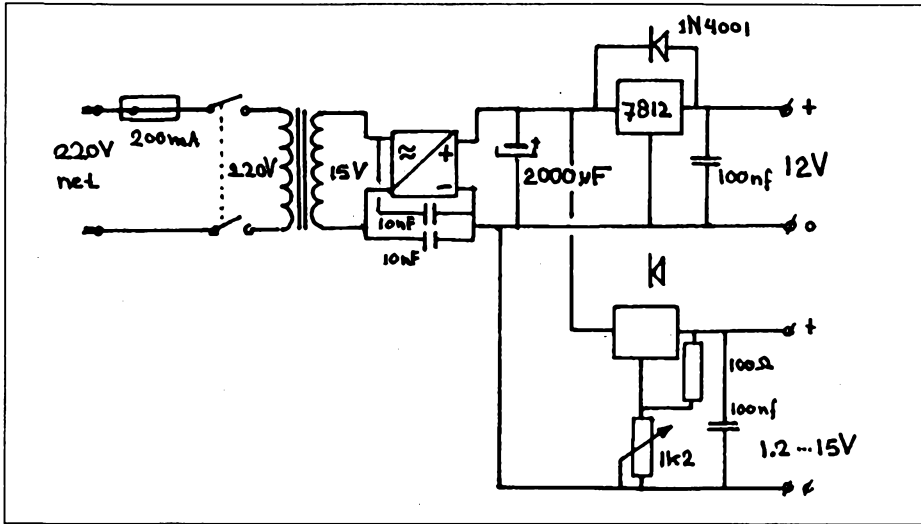 1N4001
7812
200mA
220V
net
220V
15V
≈
+
−
2000µF
100nf
12V
+
o
10nF
10nF
+
100Ω
100nf
1k2
1.2 ... 15V